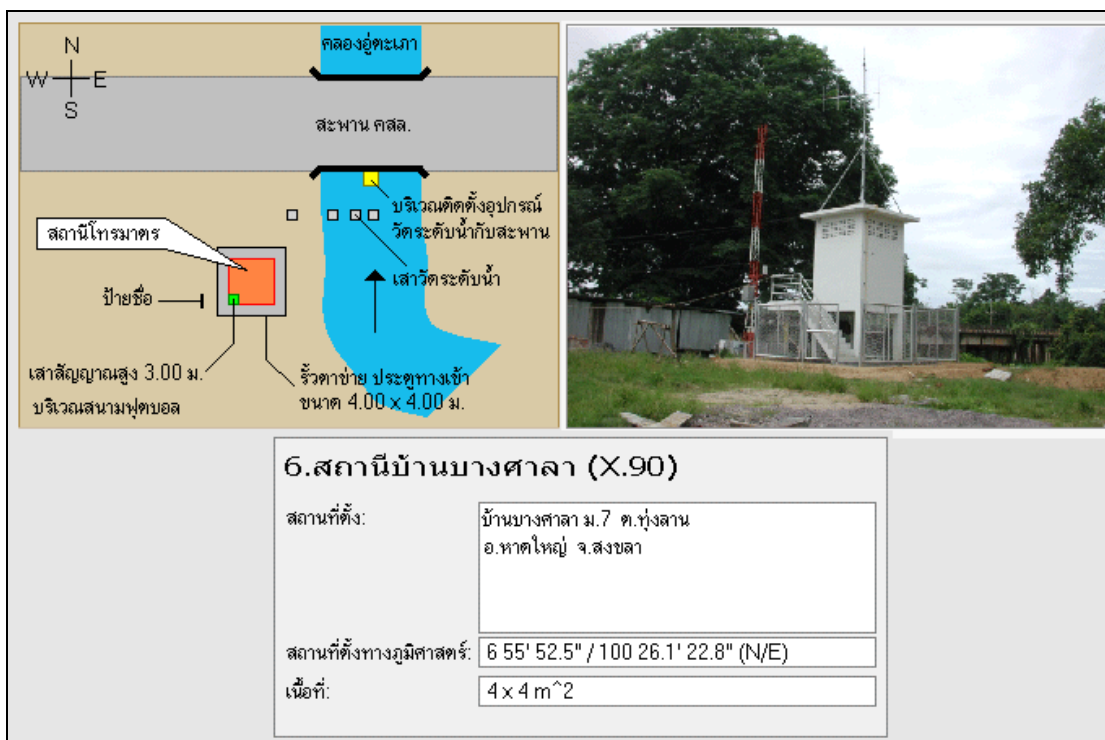 N
W E
S
คลองอู่ตะเภา
สะพาน คสล.
บริเวณติดตั้งอุปกรณ์
วัดระดับน้ำกับสะพาน
สถานีโทรมาตร
เสาวัดระดับน้ำ
ป้ายชื่อ
เสาสัญญาณสูง 3.00 ม.
บริเวณสนามฟุตบอล
รั้วตาข่าย ประตูทางเข้า
ขนาด 4.00 x 4.00 ม.
6.สถานีบ้านบางศาลา (X.90)
สถานที่ตั้ง:
บ้านบางศาลา ม.7 ต.ทุ่งลาน
อ.หาดใหญ่ จ.สงขลา
สถานที่ตั้งทางภูมิศาสตร์: 6 55' 52.5" / 100 26.1' 22.8" (N/E)
เนื้อที่: 4 x 4 m^2